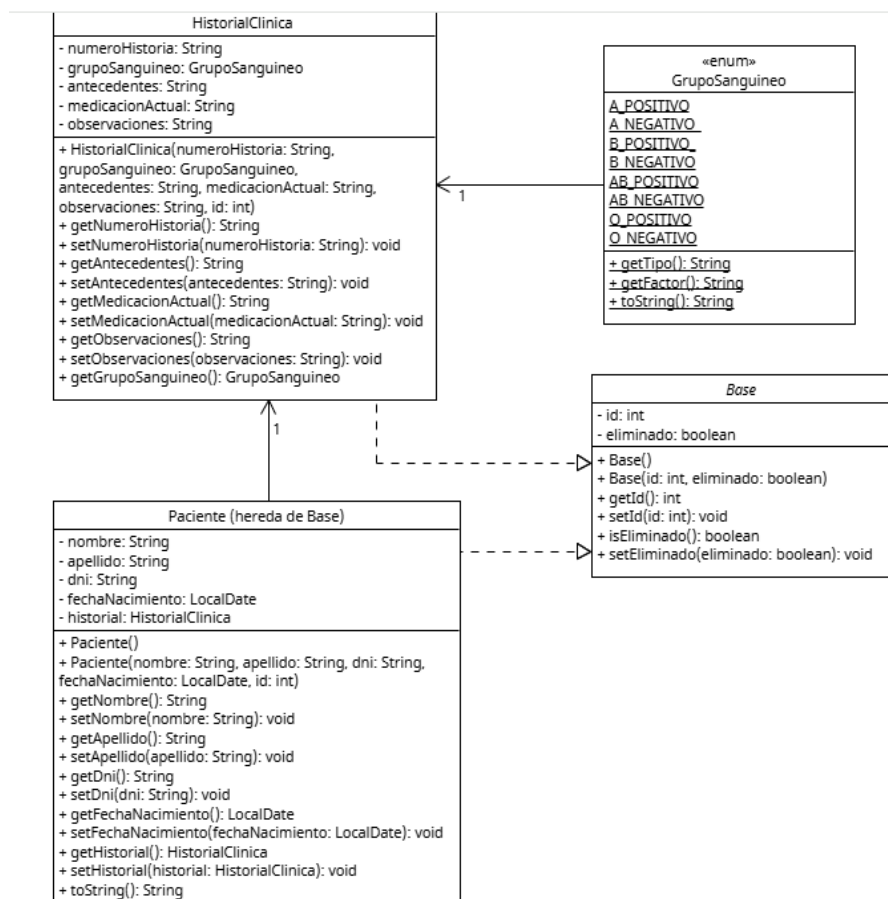 HistorialClinica
- numeroHistoria: String
- grupoSanguineo: GrupoSanguineo
- antecedentes: String
- medicacionActual: String
- observaciones: String
+ HistorialClinica(numeroHistoria: String,
grupoSanguineo: GrupoSanguineo,
antecedentes: String, medicacionActual: String,
observaciones: String, id: int)
+ getNumeroHistoria(): String
+ setNumeroHistoria(numeroHistoria: String): void
+ getAntecedentes(): String
+ setAntecedentes(antecedentes: String): void
+ getMedicacionActual(): String
+ setMedicacionActual(medicacionActual: String): void
+ getObservaciones(): String
+ setObservaciones(observaciones: String): void
+ getGrupoSanguineo(): GrupoSanguineo
1
«enum»
GrupoSanguineo
A_POSITIVO
A_NEGATIVO_
B_POSITIVO_
B_NEGATIVO
AB_POSITIVO
AB_NEGATIVO
O_POSITIVO
O_NEGATIVO
+ getTipo(): String
+ getFactor(): String
+ toString(): String
1
Base
- id: int
- eliminado: boolean
+ Base()
+ Base(id: int, eliminado: boolean)
+ getId(): int
+ setId(id: int): void
+ isEliminado(): boolean
+ setEliminado(eliminado: boolean): void
Paciente (hereda de Base)
- nombre: String
- apellido: String
- dni: String
- fechaNacimiento: LocalDate
- historial: HistorialClinica
+ Paciente()
+ Paciente(nombre: String, apellido: String, dni: String,
fechaNacimiento: LocalDate, id: int)
+ getNombre(): String
+ setNombre(nombre: String): void
+ getApellido(): String
+ setApellido(apellido: String): void
+ getDni(): String
+ setDni(dni: String): void
+ getFechaNacimiento(): LocalDate
+ setFechaNacimiento(fechaNacimiento: LocalDate): void
+ getHistorial(): HistorialClinica
+ setHistorial(historial: HistorialClinica): void
+ toString(): String